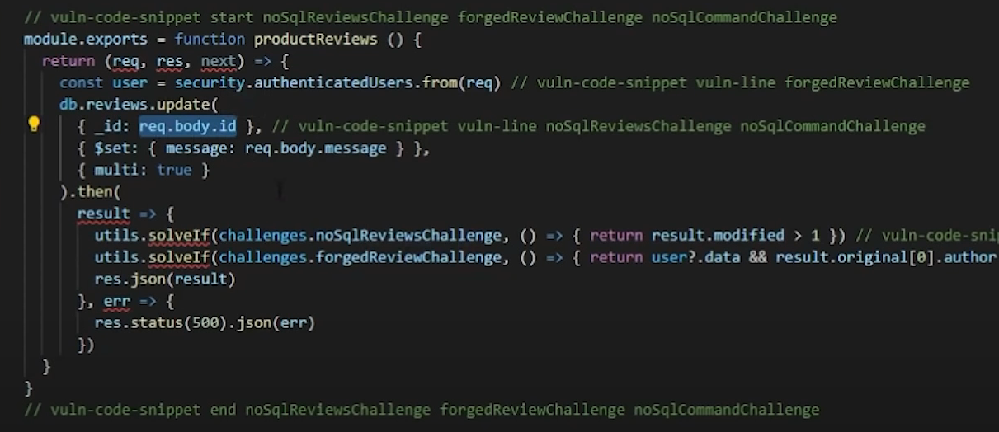 // vuln-code-snippet start noSqlReviewsChallenge forgedReviewChallenge noSqlCommandChallenge
module.exports = function productReviews () {
return (req, res, next) => {
const user = security.authenticatedUsers.from(req) // vuln-code-snippet vuln-line forgedReviewChallenge
db.reviews.update(
{ _id: req.body.id }, // vuln-code-snippet vuln-line noSqlReviewsChallenge noSqlCommandChallenge
{ $set: { message: req.body.message } },
{ multi: true }
).then(
result => {
utils.solveIf(challenges.noSqlReviewsChallenge, () => { return result.modified > 1 }) // vuln-code-sni
utils.solveIf(challenges.forgedReviewChallenge, () => { return user?.data && result.original[0].author
res.json(result)
}, err => {
res.status(500).json(err)
})
}
}
// vuln-code-snippet end noSqlReviewsChallenge forgedReviewChallenge noSqlCommandChallenge